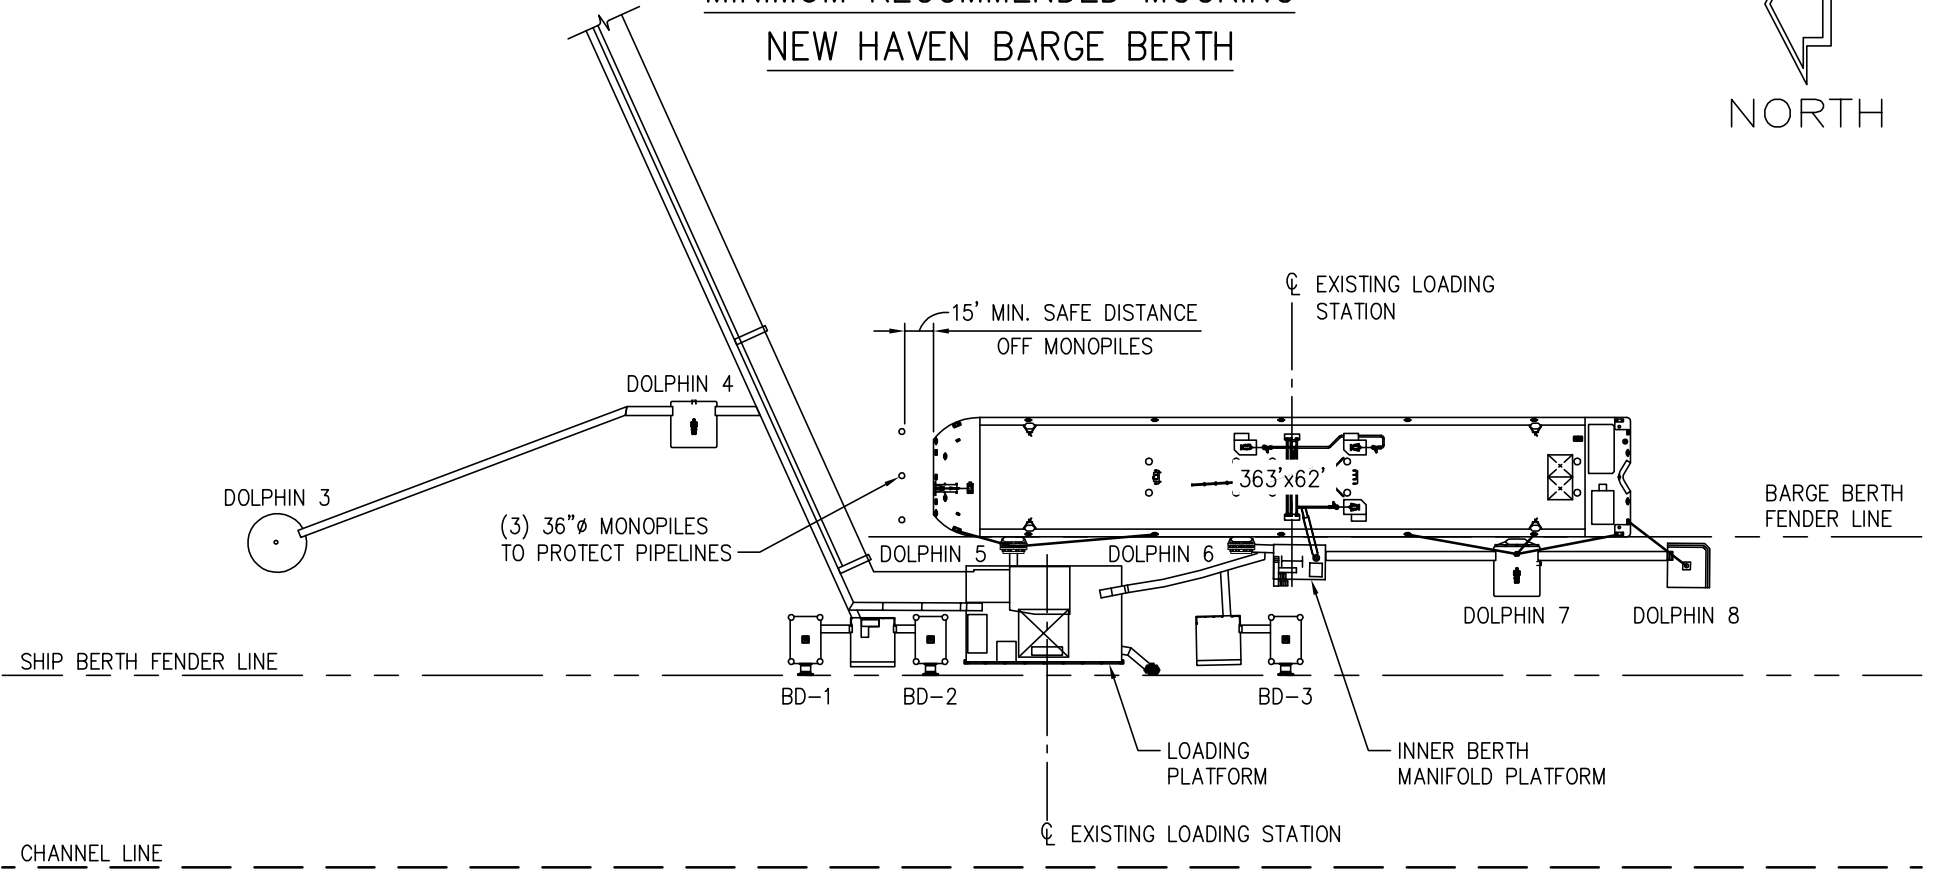 MINIMUM RECOMMENDED MOORING
NEW HAVEN BARGE BERTH
NORTH
℄ EXISTING LOADING
STATION
15' MIN. SAFE DISTANCE
OFF MONOPILES
DOLPHIN 4
DOLPHIN 3
363'x62'
(3) 36"ø MONOPILES
TO PROTECT PIPELINES
BARGE BERTH
FENDER LINE
DOLPHIN 5
DOLPHIN 6
DOLPHIN 7
DOLPHIN 8
SHIP BERTH FENDER LINE
BD-1
BD-2
BD-3
LOADING
PLATFORM
INNER BERTH
MANIFOLD PLATFORM
℄ EXISTING LOADING STATION
CHANNEL LINE